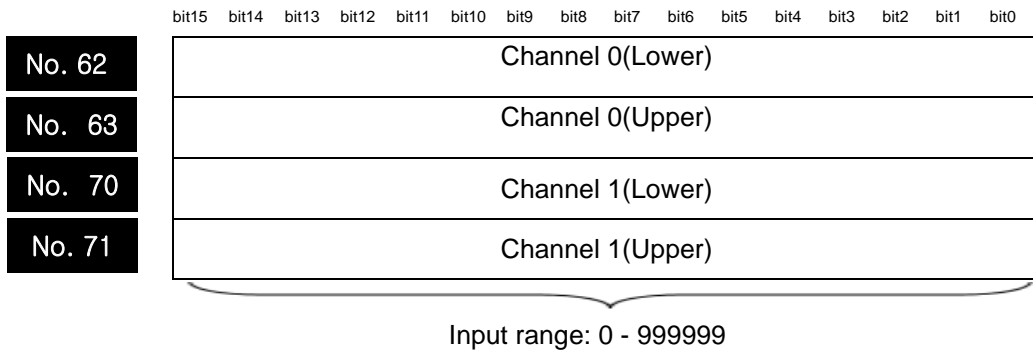 bit15 bit14 bit13 bit12 bit11 bit10 bit9 bit8 bit7 bit6 bit5 bit4 bit3 bit2 bit1 bit0
No. 62 Channel 0(Lower)
No. 63 Channel 0(Upper)
No. 70 Channel 1(Lower)
No. 71 Channel 1(Upper)
Input range: 0 - 999999